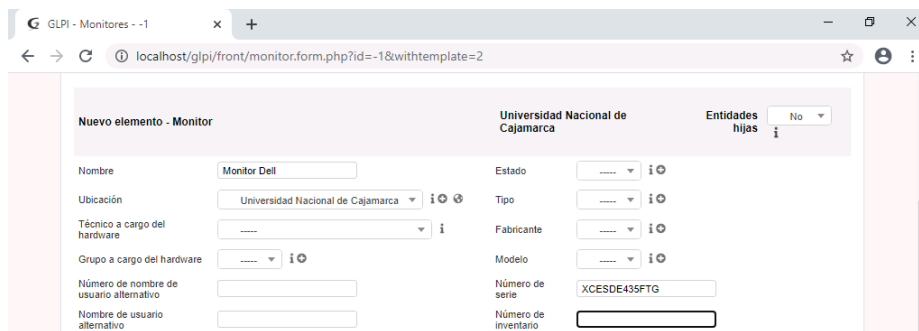 GLPI - Monitores - -1
localhost/glpi/front/monitor.form.php?id=-1&withtemplate=2
Nuevo elemento - Monitor
Universidad Nacional de
Cajamarca
Entidades
hijas
No
Nombre
Monitor Dell
Estado
-----
Ubicación
Universidad Nacional de Cajamarca
Tipo
-----
Técnico a cargo del
hardware
-----
Fabricante
-----
Grupo a cargo del hardware
-----
Modelo
-----
Número de nombre de
usuario alternativo
Número de
serie
XCESDE435FTG
Nombre de usuario
alternativo
Número de
inventario